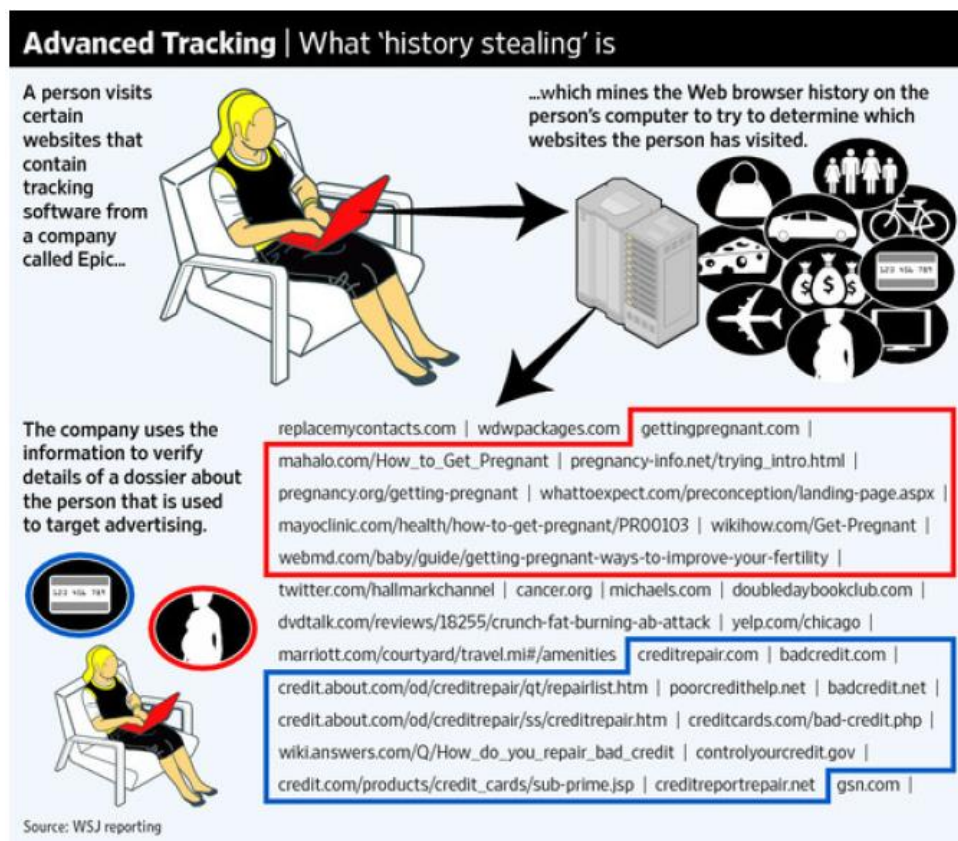 Advanced Tracking | What ‘history stealing’ is
A person visits
certain
websites that
contain
tracking
software from
a company
called Epic...
...which mines the Web browser history on the
person’s computer to try to determine which
websites the person has visited.
$ $ $
123 456 789
The company uses the
information to verify
details of a dossier about
the person that is used
to target advertising.
123 456 789
replacemycontacts.com | wdwpackages.com | gettingpregnant.com |
mahalo.com/How_to_Get_Pregnant | pregnancy-info.net/trying_intro.html |
pregnancy.org/getting-pregnant | whattoexpect.com/preconception/landing-page.aspx |
mayoclinic.com/health/how-to-get-pregnant/PR00103 | wikihow.com/Get-Pregnant |
webmd.com/baby/guide/getting-pregnant-ways-to-improve-your-fertility |
twitter.com/hallmarkchannel | cancer.org | michaels.com | doubledaybookclub.com |
dvdtalk.com/reviews/18255/crunch-fat-burning-ab-attack | yelp.com/chicago |
marriott.com/courtyard/travel.mi#/amenities creditrepair.com | badcredit.com |
credit.about.com/od/creditrepair/qt/repairlist.htm | poorcredithelp.net | badcredit.net |
credit.about.com/od/creditrepair/ss/creditrepair.htm | creditcards.com/bad-credit.php |
wiki.answers.com/Q/How_do_you_repair_bad_credit | controlyourcredit.gov |
credit.com/products/credit_cards/sub-prime.jsp | creditreportrepair.net gsn.com |
Source: WSJ reporting